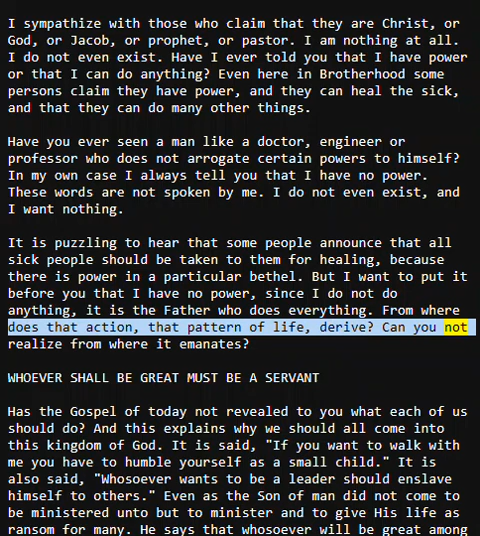 I sympathize with those who claim that they are Christ, or
God, or Jacob, or prophet, or pastor. I am nothing at all.
I do not even exist. Have I ever told you that I have power
or that I can do anything? Even here in Brotherhood some
persons claim they have power, and they can heal the sick,
and that they can do many other things.

Have you ever seen a man like a doctor, engineer or
professor who does not arrogate certain powers to himself?
In my own case I always tell you that I have no power.
These words are not spoken by me. I do not even exist, and
I want nothing.

It is puzzling to hear that some people announce that all
sick people should be taken to them for healing, because
there is power in a particular bethel. But I want to put it
before you that I have no power, since I do not do
anything, it is the Father who does everything. From where
does that action, that pattern of life, derive? Can you not
realize from where it emanates?

WHOEVER SHALL BE GREAT MUST BE A SERVANT

Has the Gospel of today not revealed to you what each of us
should do? And this explains why we should all come into
this kingdom of God. It is said, "If you want to walk with
me you have to humble yourself as a small child." It is
also said, "Whosoever wants to be a leader should enslave
himself to others." Even as the Son of man did not come to
be ministered unto but to minister and to give His life as
ransom for many. He says that whosoever will be great among